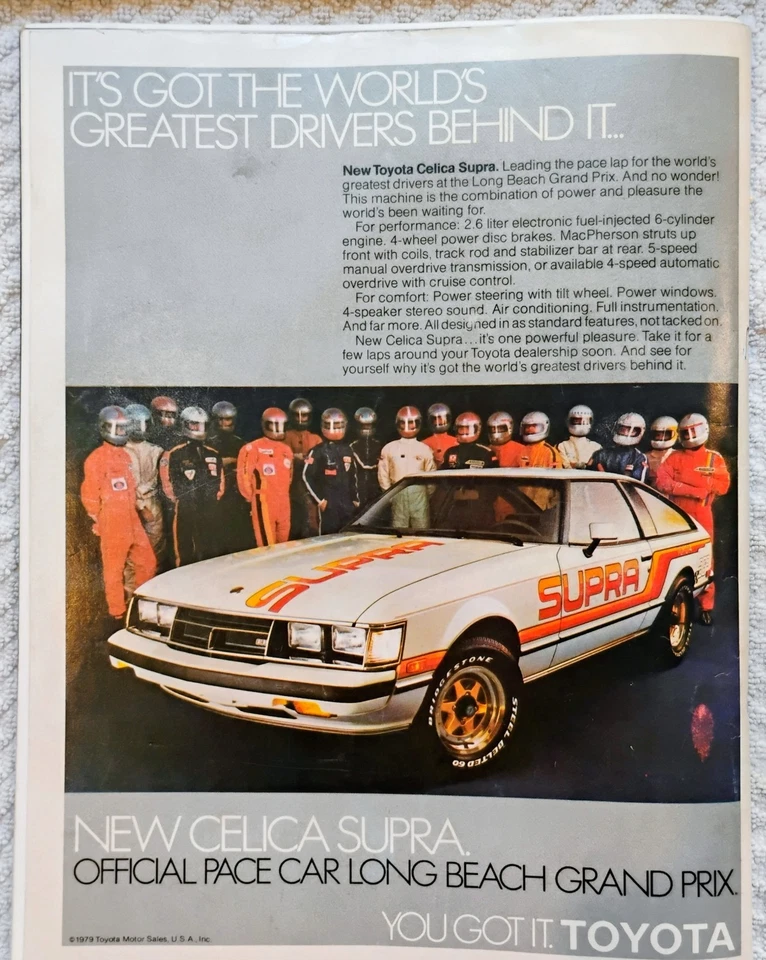 IT'S GOT THE WORLD'S
GREATEST DRIVERS BEHIND IT...
New Toyota Celica Supra. Leading the pace lap for the world's
greatest drivers at the Long Beach Grand Prix. And no wonder!
This machine is the combination of power and pleasure the
world's been waiting for.
For performance: 2.6 liter electronic fuel-injected 6-cylinder
engine. 4-wheel power disc brakes. MacPherson struts up
front with coils, track rod and stabilizer bar at rear. 5-speed
manual overdrive transmission, or available 4-speed automatic
overdrive with cruise control.
For comfort: Power steering with tilt wheel. Power windows.
4-speaker stereo sound. Air conditioning. Full instrumentation.
And far more. All designed in as standard features, not tacked on.
New Celica Supra...it's one powerful pleasure. Take it for a
few laps around your Toyota dealership soon. And see for
yourself why it's got the world's greatest drivers behind it.
SUPRA
SUPRA
BRIDGESTONE
STEEL BELTED 60
NEW CELICA SUPRA.
OFFICIAL PACE CAR LONG BEACH GRAND PRIX.
YOU GOT IT. TOYOTA
©1979 Toyota Motor Sales, U.S.A., Inc.